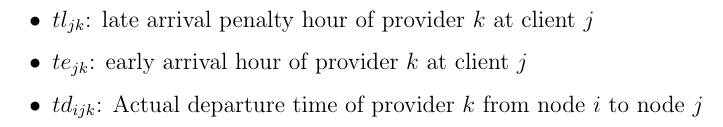 • tl_{jk}: late arrival penalty hour of provider k at client j
• te_{jk}: early arrival hour of provider k at client j
• td_{ijk}: Actual departure time of provider k from node i to node j